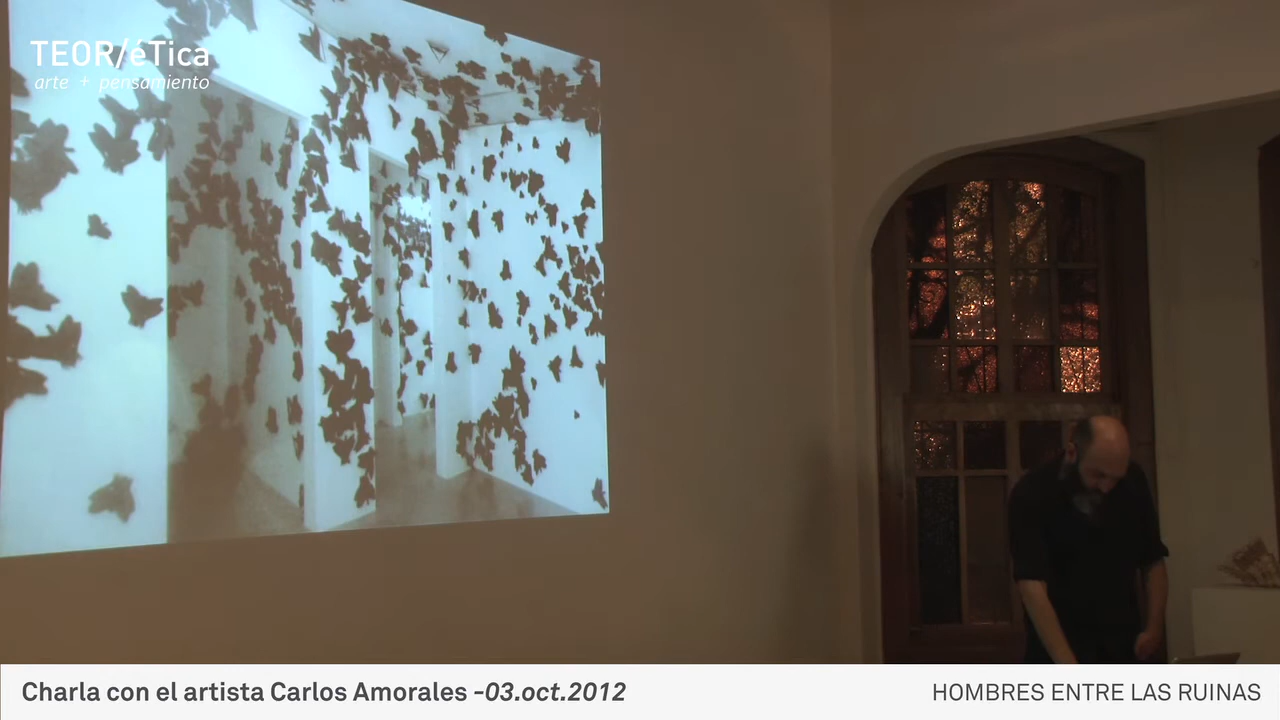 TEOR/éTica
arte + pensamiento
Charla con el artista Carlos Amorales -03.oct.2012
HOMBRES ENTRE LAS RUINAS